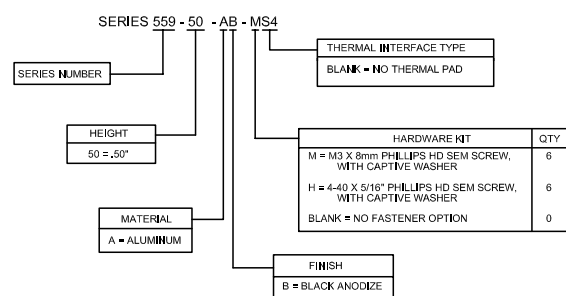 SERIES 559 - 50 - AB - MS4
THERMAL INTERFACE TYPE
BLANK = NO THERMAL PAD
SERIES NUMBER
HEIGHT
50 = .50"
HARDWARE KIT QTY
M = M3 X 8mm PHILLIPS HD SEM SCREW, 6
WITH CAPTIVE WASHER
H = 4-40 X 5/16" PHILLIPS HD SEM SCREW, 6
WITH CAPTIVE WASHER
BLANK = NO FASTENER OPTION 0
MATERIAL
A = ALUMINUM
FINISH
B = BLACK ANODIZE